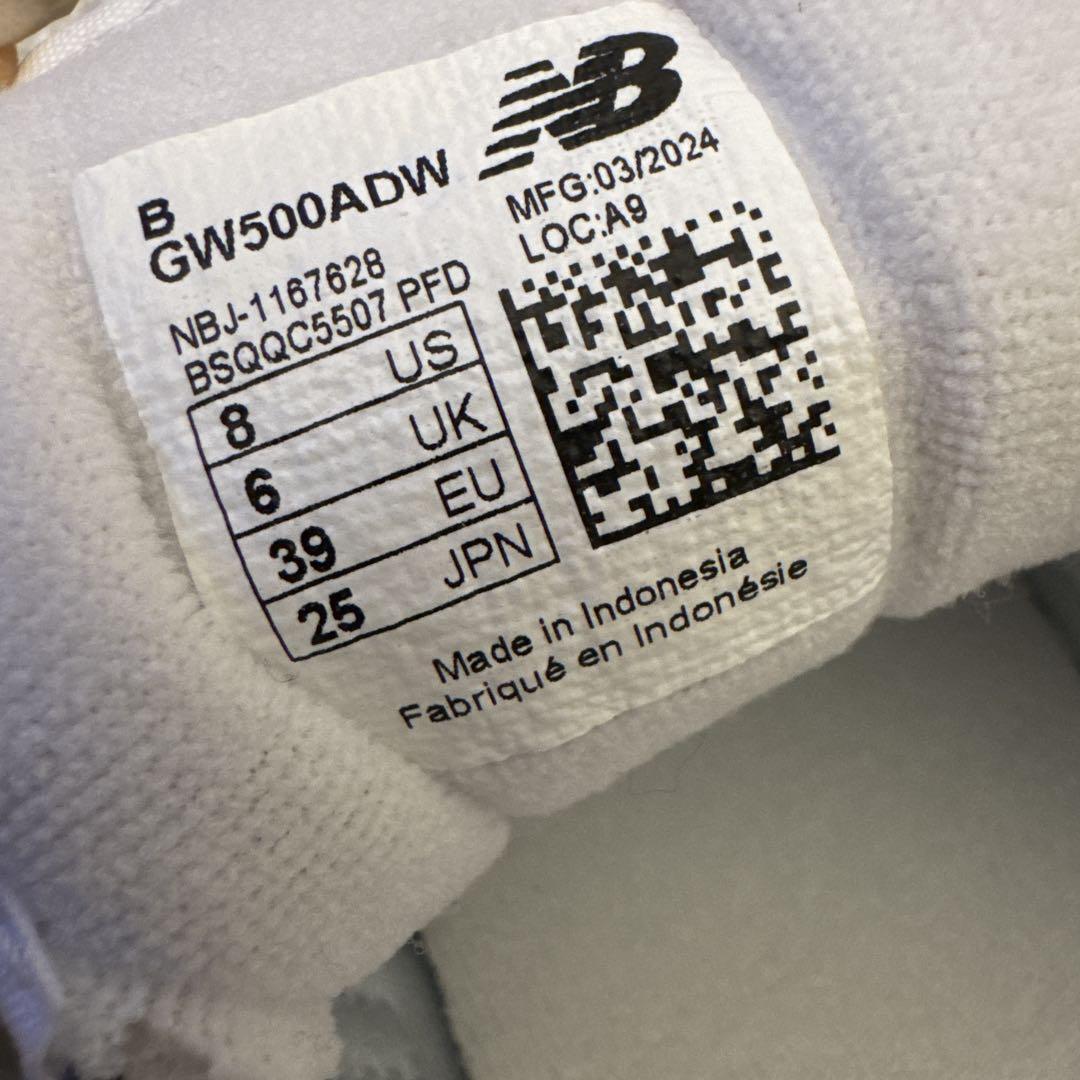 NB
B
GW500ADW
MFG:03/2024
LOC:A9
NBJ-1167628
BSQQC5507 PFD
8 US
6 UK
39 EU
25 JPN
Made in Indonesia
Fabriqué en Indonésie